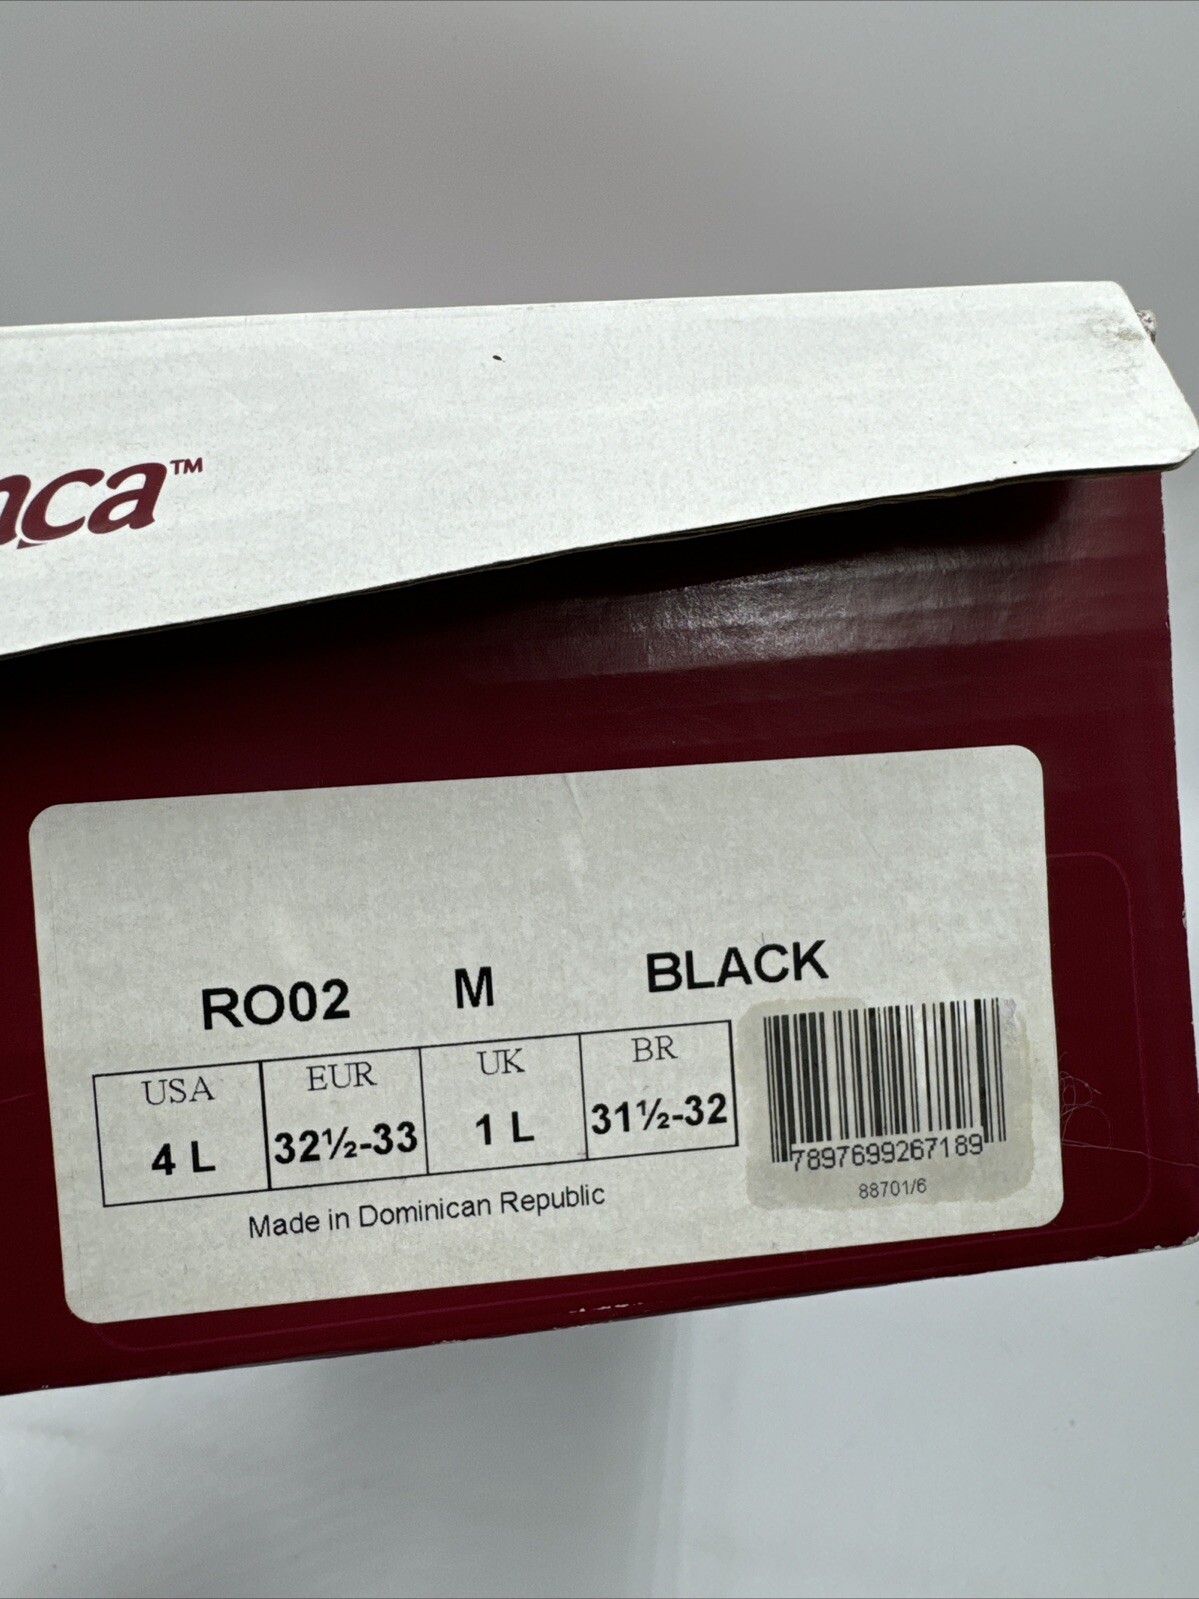 nca™
RO02 M BLACK
USA EUR UK BR
4 L 32½-33 1 L 31½-32
7897699267189
88701/6
Made in Dominican Republic